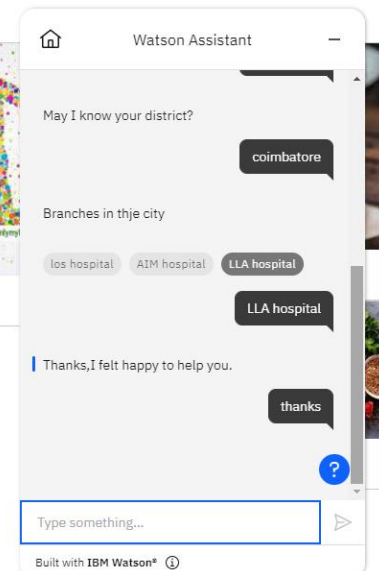 Watson Assistant
May I know your district?
coimbatore
Branches in thje city
los hospital AIM hospital LLA hospital
LLA hospital
Thanks,I felt happy to help you.
thanks
?
Type something...
Built with IBM Watson®